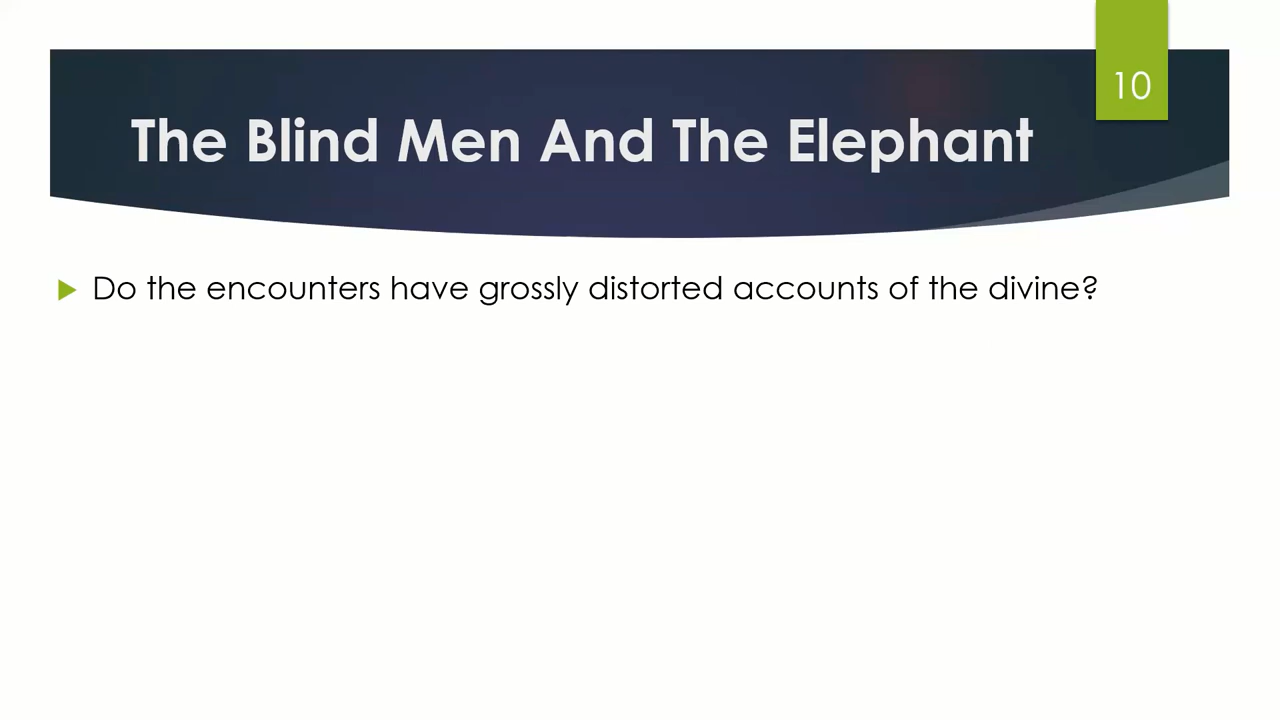 10
The Blind Men And The Elephant
Do the encounters have grossly distorted accounts of the divine?